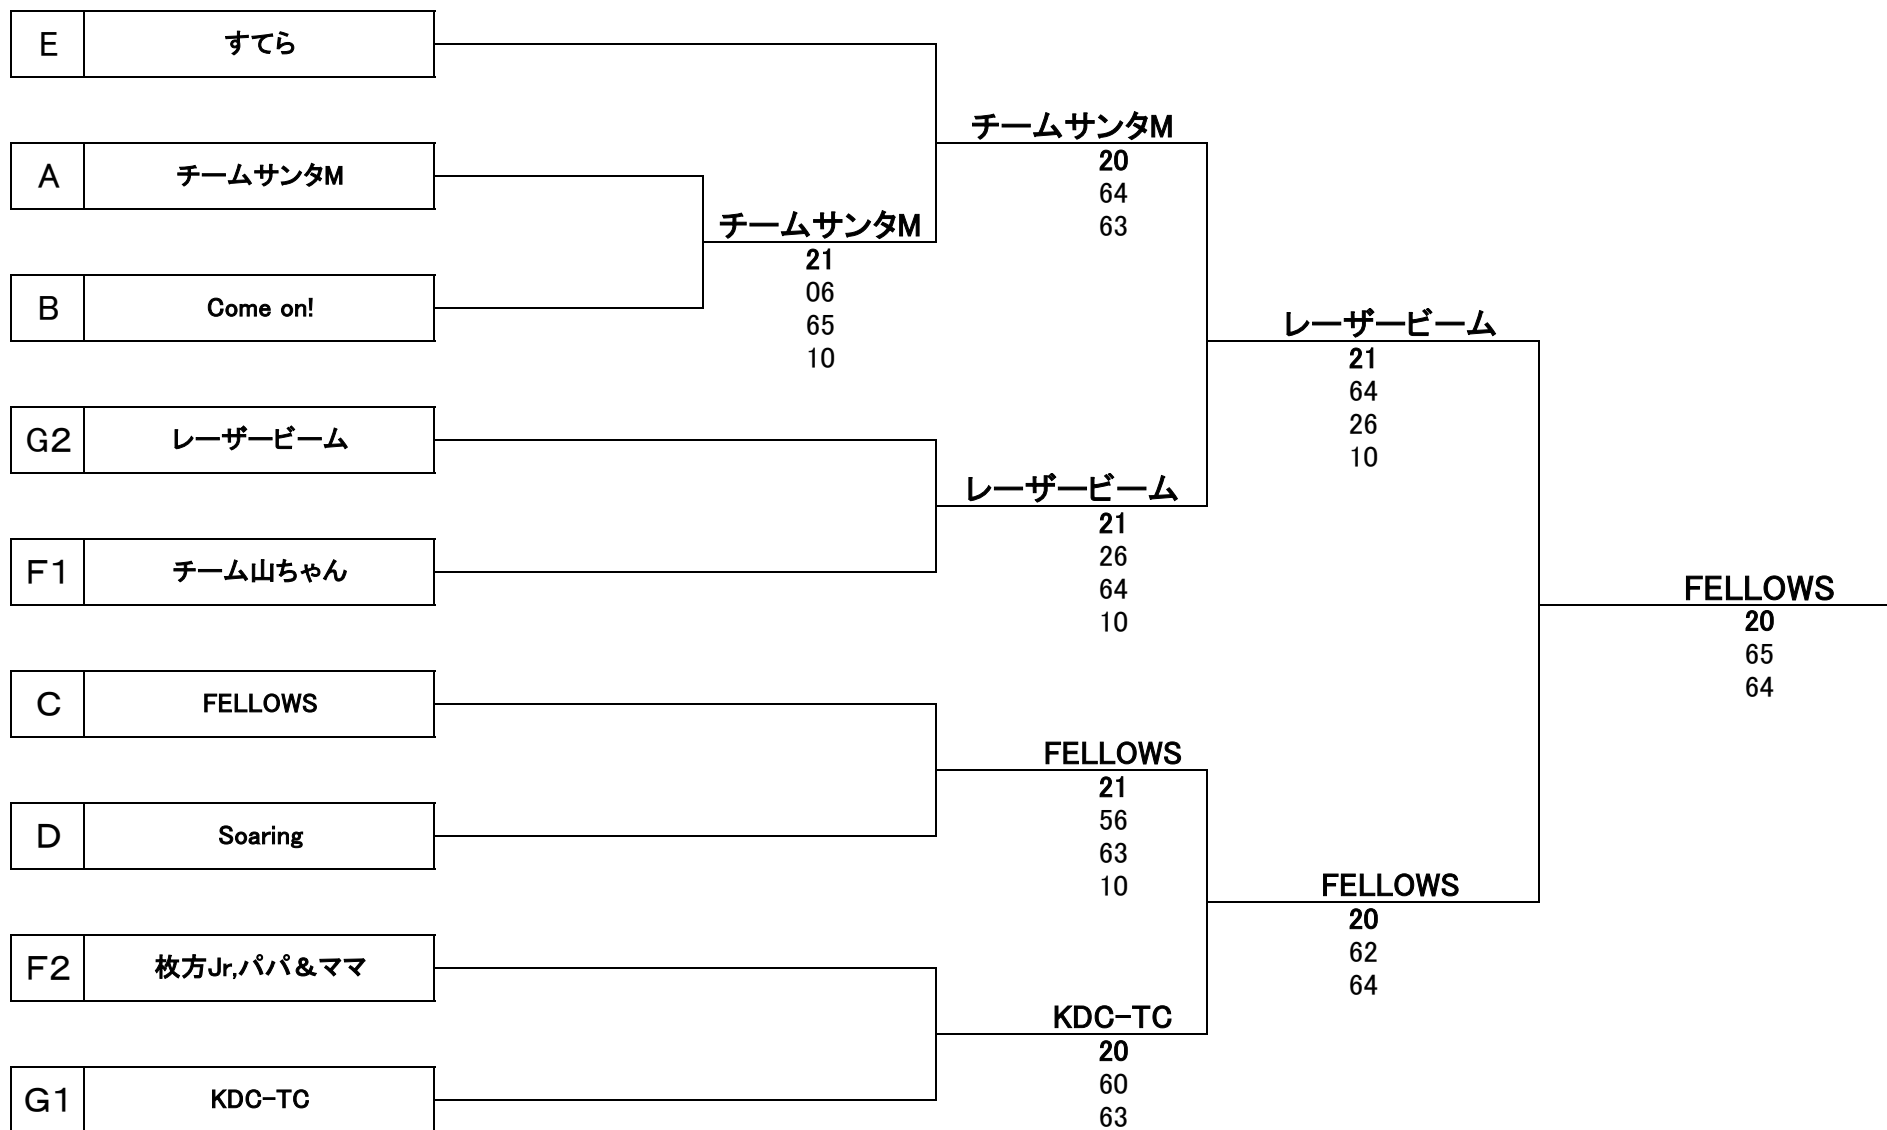 E すてら
チームサンタM
20
A チームサンタM
64
チームサンタM
63
21
06
B Come on!
レーザービーム
65
10
21
64
G2 レーザービーム
26
10
レーザービーム
21
26
F1 チーム山ちゃん
64
FELLOWS
10
20
65
64
C FELLOWS
FELLOWS
21
56
D Soaring
63
10
FELLOWS
20
62
F2 枚方Jr,パパ&ママ
64
KDC-TC
20
60
G1 KDC-TC
63